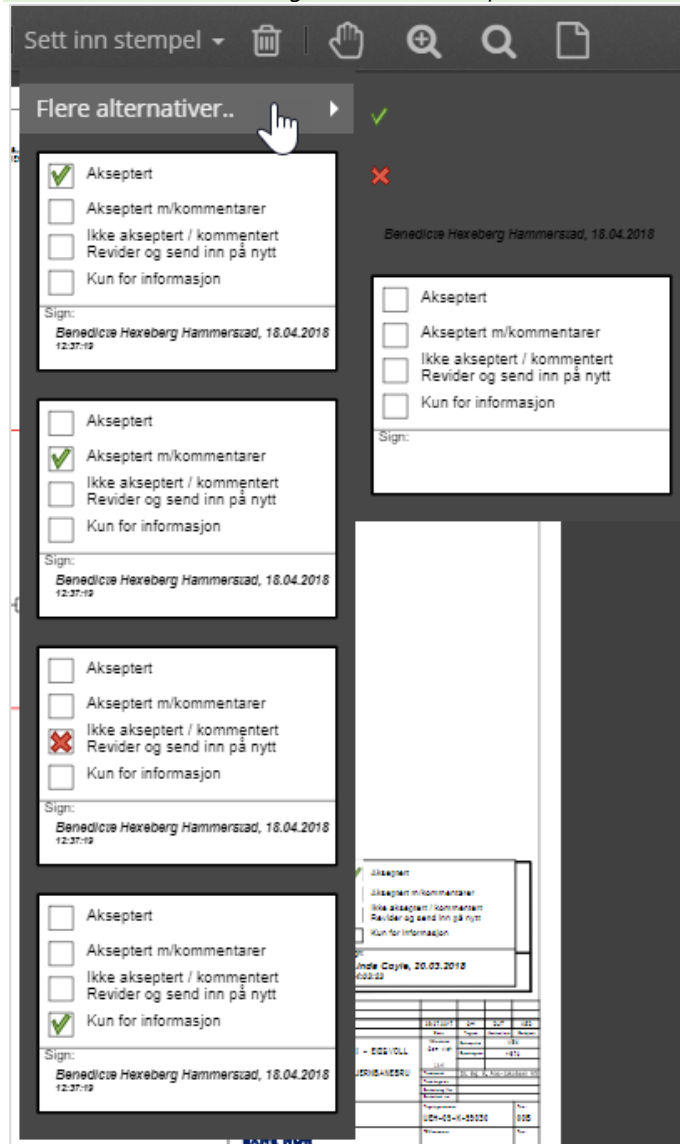 Sett inn stempel
Flere alternativer..
Akseptert
Akseptert m/kommentarer
Ikke akseptert / kommentert
Revider og send inn på nytt
Kun for informasjon
Sign:
Benedicte Hexeberg Hammerstad, 18.04.2018
12:37:19
Akseptert
Akseptert m/kommentarer
Ikke akseptert / kommentert
Revider og send inn på nytt
Kun for informasjon
Sign:
Benedicte Hexeberg Hammerstad, 18.04.2018
12:37:19
Akseptert
Akseptert m/kommentarer
Ikke akseptert / kommentert
Revider og send inn på nytt
Kun for informasjon
Sign:
Benedicte Hexeberg Hammerstad, 18.04.2018
12:37:19
Akseptert
Akseptert m/kommentarer
Ikke akseptert / kommentert
Revider og send inn på nytt
Kun for informasjon
Sign:
Benedicte Hexeberg Hammerstad, 18.04.2018
12:37:19
Benedicte Hexeberg Hammerstad, 18.04.2018
Akseptert
Akseptert m/kommentarer
Ikke akseptert / kommentert
Revider og send inn på nytt
Kun for informasjon
Sign:
Akseptert
Akseptert m/kommentarer
Ikke akseptert / kommentert
Revider og send inn på nytt
Kun for informasjon
Coyle, 20.03.2018